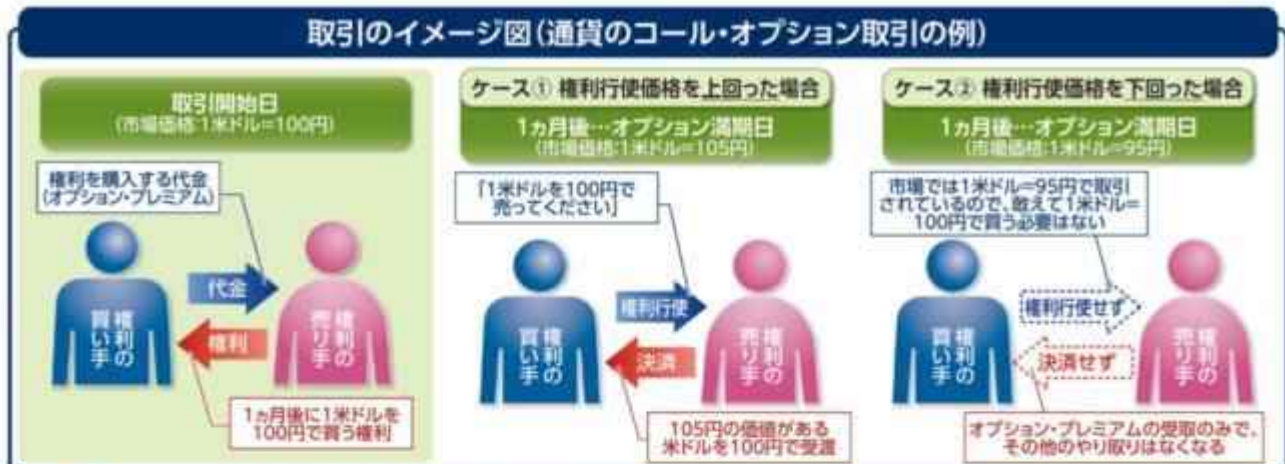 取引のイメージ図(通貨のコール・オプション取引の例)
取引開始日
(市場価格:1米ドル=100円)
権利を購入する代金
(オプション・プレミアム)
代金
権利
権利の
買い手
権利の
売り手
1ヵ月後に1米ドルを
100円で買う権利
ケース① 権利行使価格を上回った場合
1ヵ月後…オプション満期日
(市場価格:1米ドル=105円)
「1米ドルを100円で
売ってください」
権利行使
決済
権利の
買い手
権利の
売り手
105円の価値がある
米ドルを100円で受渡
ケース② 権利行使価格を下回った場合
1ヵ月後…オプション満期日
(市場価格:1米ドル=95円)
市場では1米ドル=95円で取引
されているので、敢えて1米ドル=
100円で買う必要はない
権利行使せず
決済せず
権利の
買い手
権利の
売り手
オプション・プレミアムの受取のみで、
その他のやり取りはなくなる